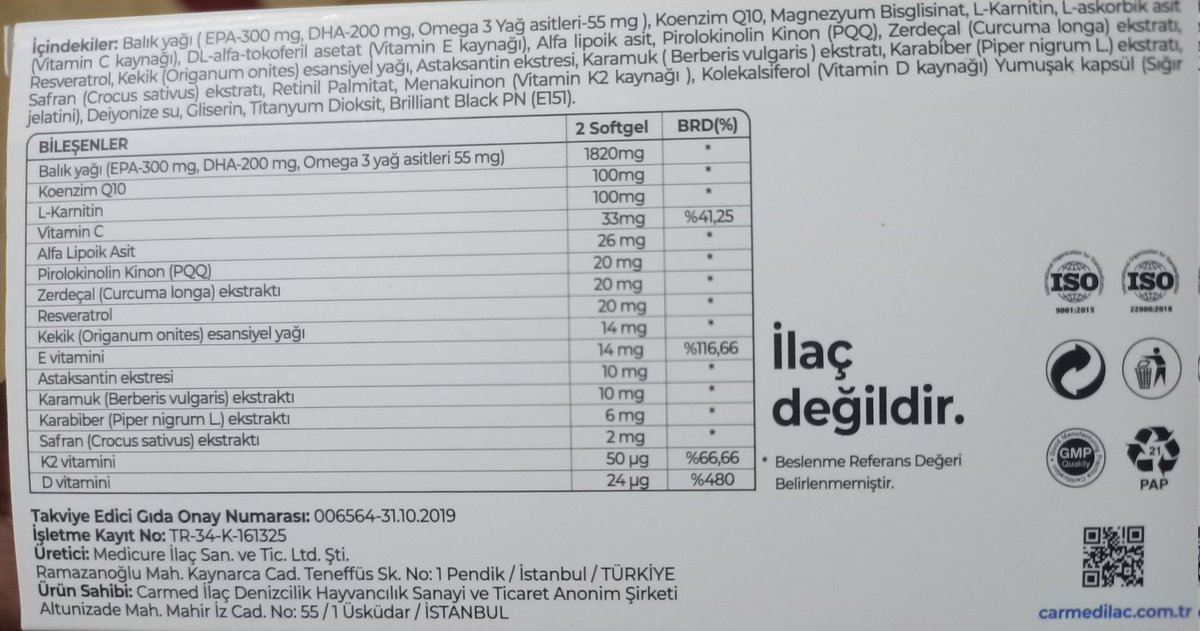 İçindekiler: Balık yağı ( EPA-300 mg, DHA-200 mg, Omega 3 Yağ asitleri-55 mg ), Koenzim Q10, Magnezyum Bisglisinat, L-Karnitin, L-askorbik asit
(Vitamin C kaynağı), DL-alfa-tokoferil asetat (Vitamin E kaynağı), Alfa lipoik asit, Pirolokinolin Kinon (PQQ), Zerdeçal (Curcuma longa) ekstratı,
Resveratrol, Kekik (Origanum onites) esansiyel yağı, Astaksantin ekstresi, Karamuk ( Berberis vulgaris ) ekstratı, Karabiber (Piper nigrum L.) ekstratı,
Safran (Crocus sativus) ekstratı, Retinil Palmitat, Menakuinon (Vitamin K2 kaynağı ), Kolekalsiferol (Vitamin D kaynağı) Yumuşak kapsül (Sığır
jelatini), Deiyonize su, Gliserin, Titanyum Dioksit, Brilliant Black PN (E151).
BİLEŞENLER 2 Softgel BRD(%)
Balık yağı (EPA-300 mg, DHA-200 mg, Omega 3 yağ asitleri 55 mg) 1820mg *
Koenzim Q10 100mg *
L-Karnitin 100mg *
Vitamin C 33mg %41,25
Alfa Lipoik Asit 26 mg *
Pirolokinolin Kinon (PQQ) 20 mg *
Zerdeçal (Curcuma longa) ekstraktı 20 mg *
Resveratrol 20 mg *
Kekik (Origanum onites) esansiyel yağı 14 mg *
E vitamini 14 mg %116,66
Astaksantin ekstresi 10 mg *
Karamuk (Berberis vulgaris) ekstraktı 10 mg *
Karabiber (Piper nigrum L.) ekstraktı 6 mg *
Safran (Crocus sativus) ekstraktı 2 mg *
K2 vitamini 50 µg %66,66
D vitamini 24 µg %480
İlaç
değildir.
* Beslenme Referans Değeri
Belirlenmemiştir.
ISO
9001:2015
ISO
22000:2018
GMP
Quality
21
PAP
Takviye Edici Gıda Onay Numarası: 006564-31.10.2019
İşletme Kayıt No: TR-34-K-161325
Üretici: Medicure İlaç San. ve Tic. Ltd. Şti.
Ramazanoğlu Mah. Kaynarca Cad. Teneffüs Sk. No: 1 Pendik / İstanbul / TÜRKİYE
Ürün Sahibi: Carmed İlaç Denizcilik Hayvancılık Sanayi ve Ticaret Anonim Şirketi
Altunizade Mah. Mahir İz Cad. No: 55 / 1 Üsküdar / İSTANBUL
carmedilac.com.tr